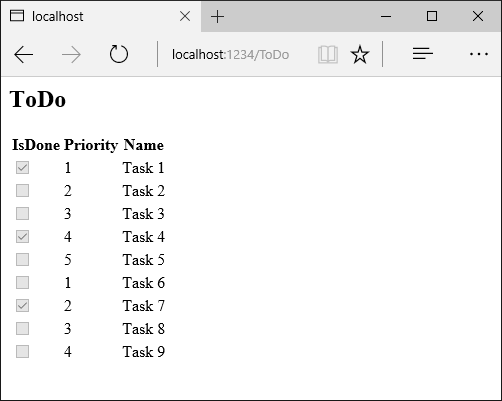 localhost
localhost:1234/ToDo
ToDo
IsDone Priority Name
1 Task 1
2 Task 2
3 Task 3
4 Task 4
5 Task 5
1 Task 6
2 Task 7
3 Task 8
4 Task 9